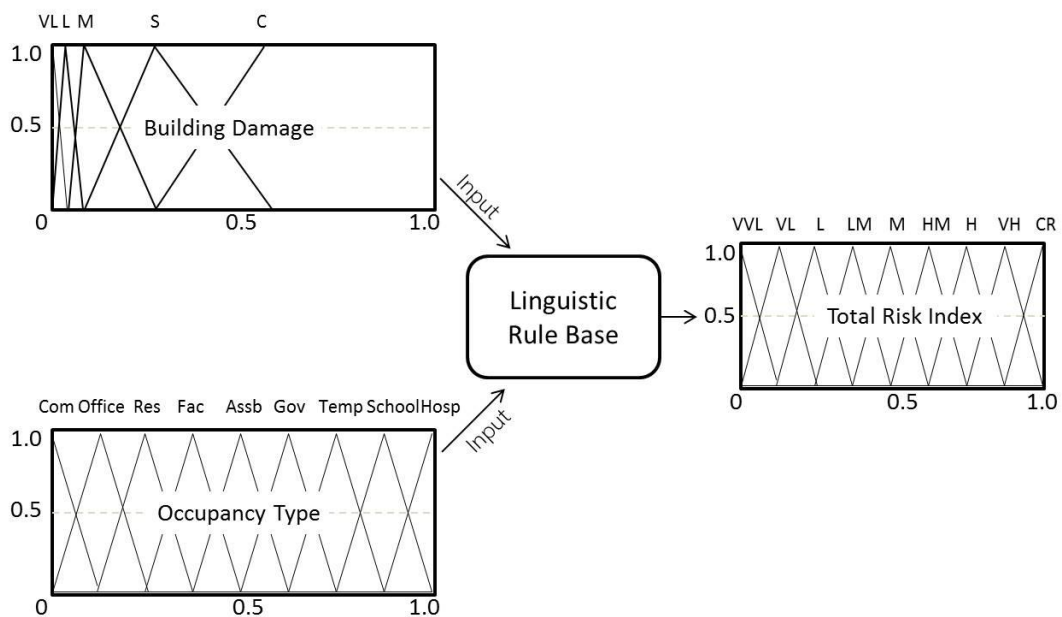 VL L M S C
1.0
0.5
Building Damage
0 0.5 1.0
Input
Linguistic
Rule Base
VVL VL L LM M HM H VH CR
1.0
0.5
Total Risk Index
0 0.5 1.0
Com Office Res Fac Assb Gov Temp School Hosp
1.0
0.5
Occupancy Type
0 0.5 1.0
Input